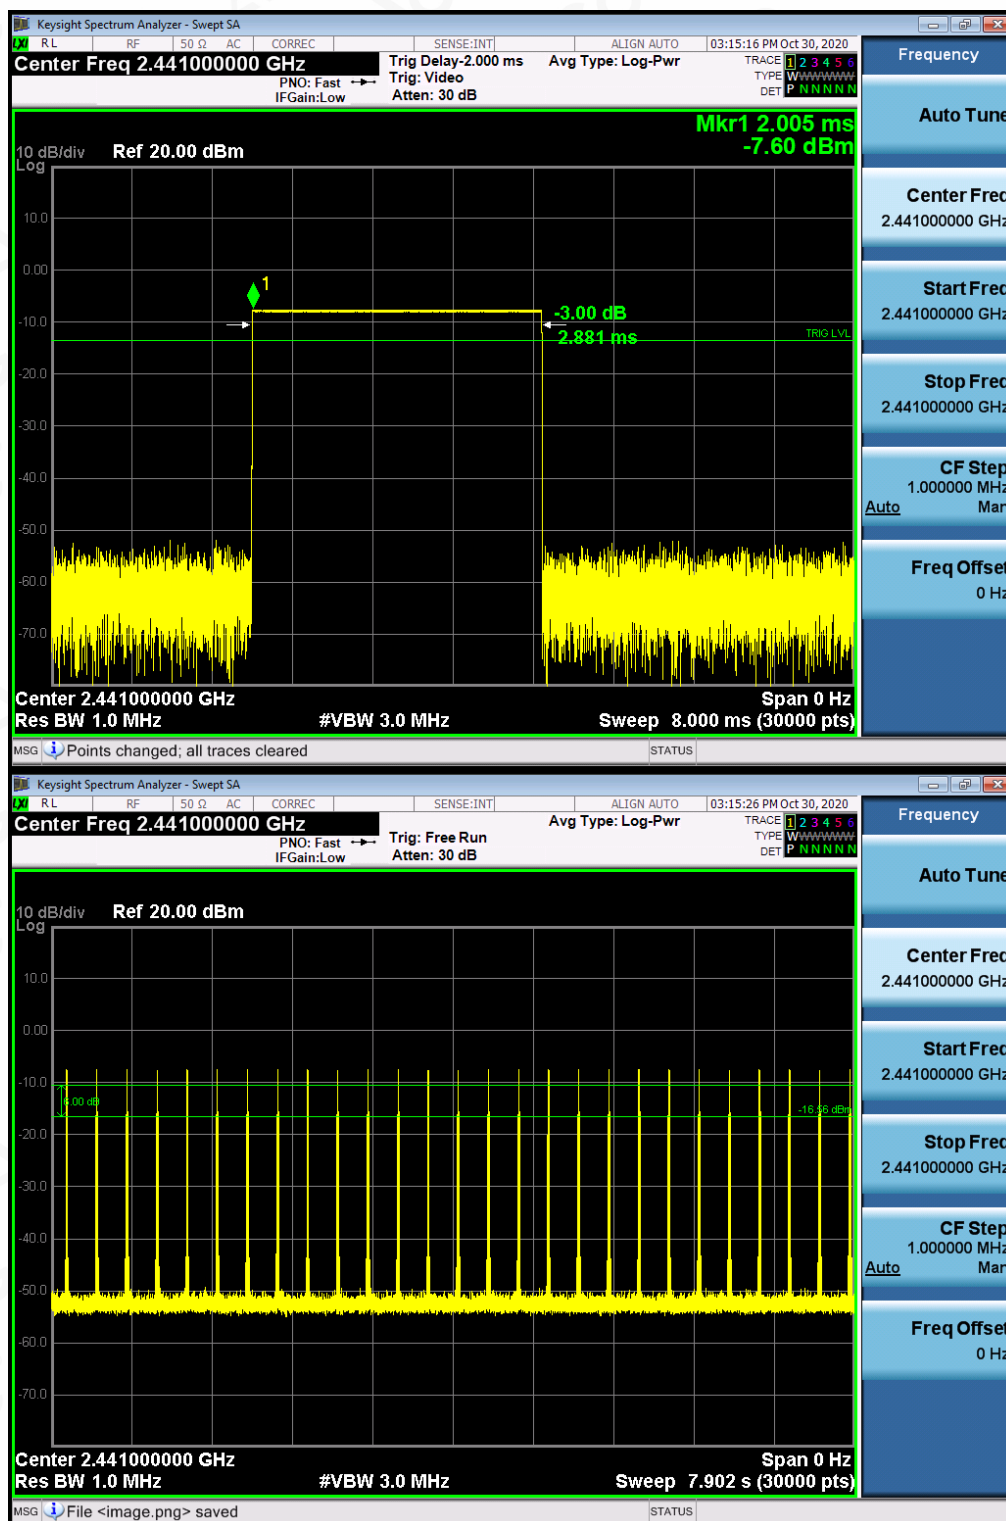 Keysight Spectrum Analyzer - Swept SA
LXI RL RF 50 Ω AC CORREC SENSE:INT ALIGN AUTO 03:15:16 PM Oct 30, 2020
Center Freq 2.441000000 GHz
PNO: Fast
IFGain:Low
Trig Delay-2.000 ms
Trig: Video
Atten: 30 dB
Avg Type: Log-Pwr
TRACE 1 2 3 4 5 6
TYPE WWWWWW
DET P N N N N N
Frequency
Auto Tune
Center Freq
2.441000000 GHz
Start Freq
2.441000000 GHz
Stop Freq
2.441000000 GHz
CF Step
1.000000 MHz
Auto Man
Freq Offset
0 Hz
Mkr1 2.005 ms
-7.60 dBm
10 dB/div Ref 20.00 dBm
Log
10.0
0.00
-10.0
-20.0
-30.0
-40.0
-50.0
-60.0
-70.0
1
-3.00 dB
2.881 ms
TRIG LVL
Center 2.441000000 GHz Span 0 Hz
Res BW 1.0 MHz #VBW 3.0 MHz Sweep 8.000 ms (30000 pts)
MSG Points changed; all traces cleared STATUS
Keysight Spectrum Analyzer - Swept SA
LXI RL RF 50 Ω AC CORREC SENSE:INT ALIGN AUTO 03:15:26 PM Oct 30, 2020
Center Freq 2.441000000 GHz
PNO: Fast
IFGain:Low
Trig: Free Run
Atten: 30 dB
Avg Type: Log-Pwr
TRACE 1 2 3 4 5 6
TYPE WWWWWW
DET P N N N N N
Frequency
Auto Tune
Center Freq
2.441000000 GHz
Start Freq
2.441000000 GHz
Stop Freq
2.441000000 GHz
CF Step
1.000000 MHz
Auto Man
Freq Offset
0 Hz
10 dB/div Ref 20.00 dBm
Log
10.0
0.00
-10.0
-20.0
-30.0
-40.0
-50.0
-60.0
-70.0
6.00 dB
-16.56 dBm
Center 2.441000000 GHz Span 0 Hz
Res BW 1.0 MHz #VBW 3.0 MHz Sweep 7.902 s (30000 pts)
MSG File <image.png> saved STATUS